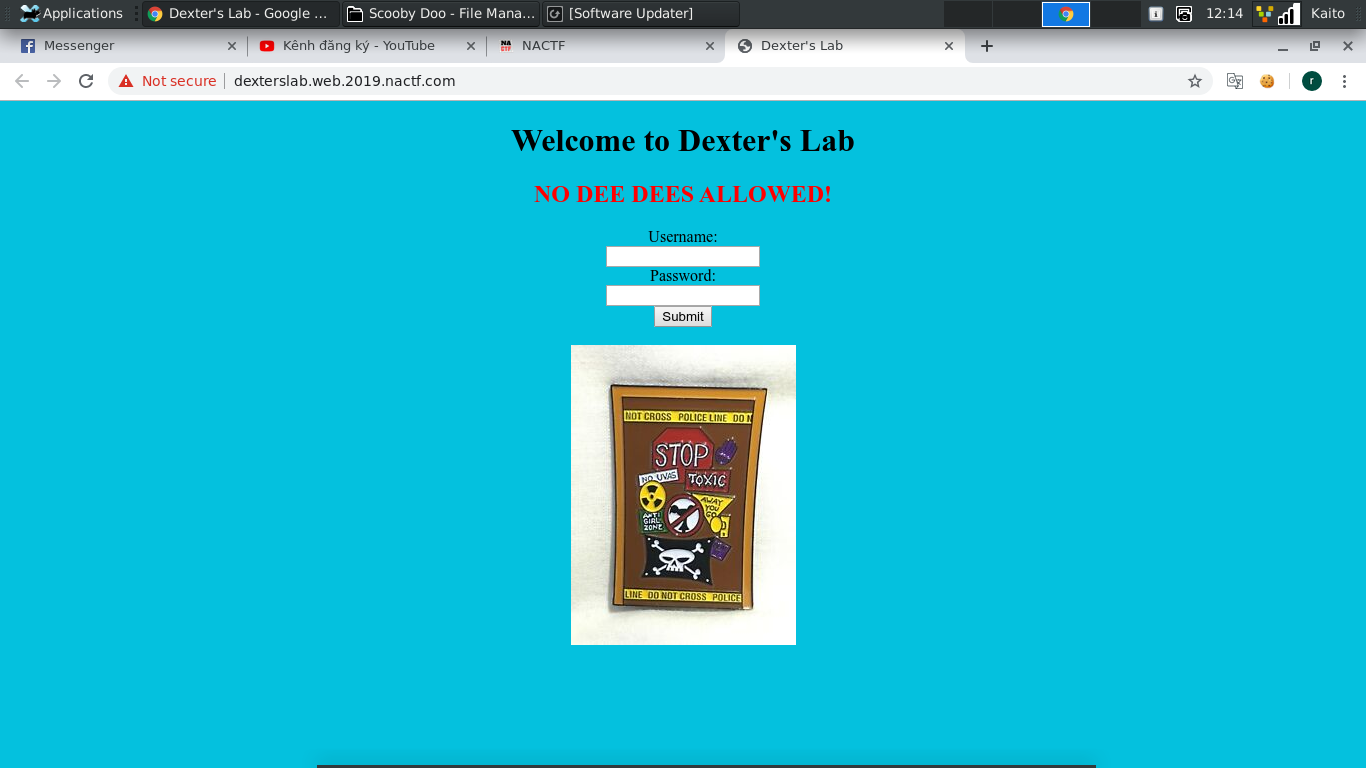 Applications Dexter's Lab - Google ... Scooby Doo - File Mana... [Software Updater] 12:14 Kaito
Messenger Kênh đăng ký - YouTube NACTF Dexter's Lab
Not secure dexterslab.web.2019.nactf.com r
Welcome to Dexter's Lab
NO DEE DEES ALLOWED!
Username:
Password:
Submit
NOT CROSS POLICE LINE DO N
STOP
NO UVAS
TOXIC
AWAY
YOU
GO
ANTI
GIRL
ZONE
LINE DO NOT CROSS POLICE